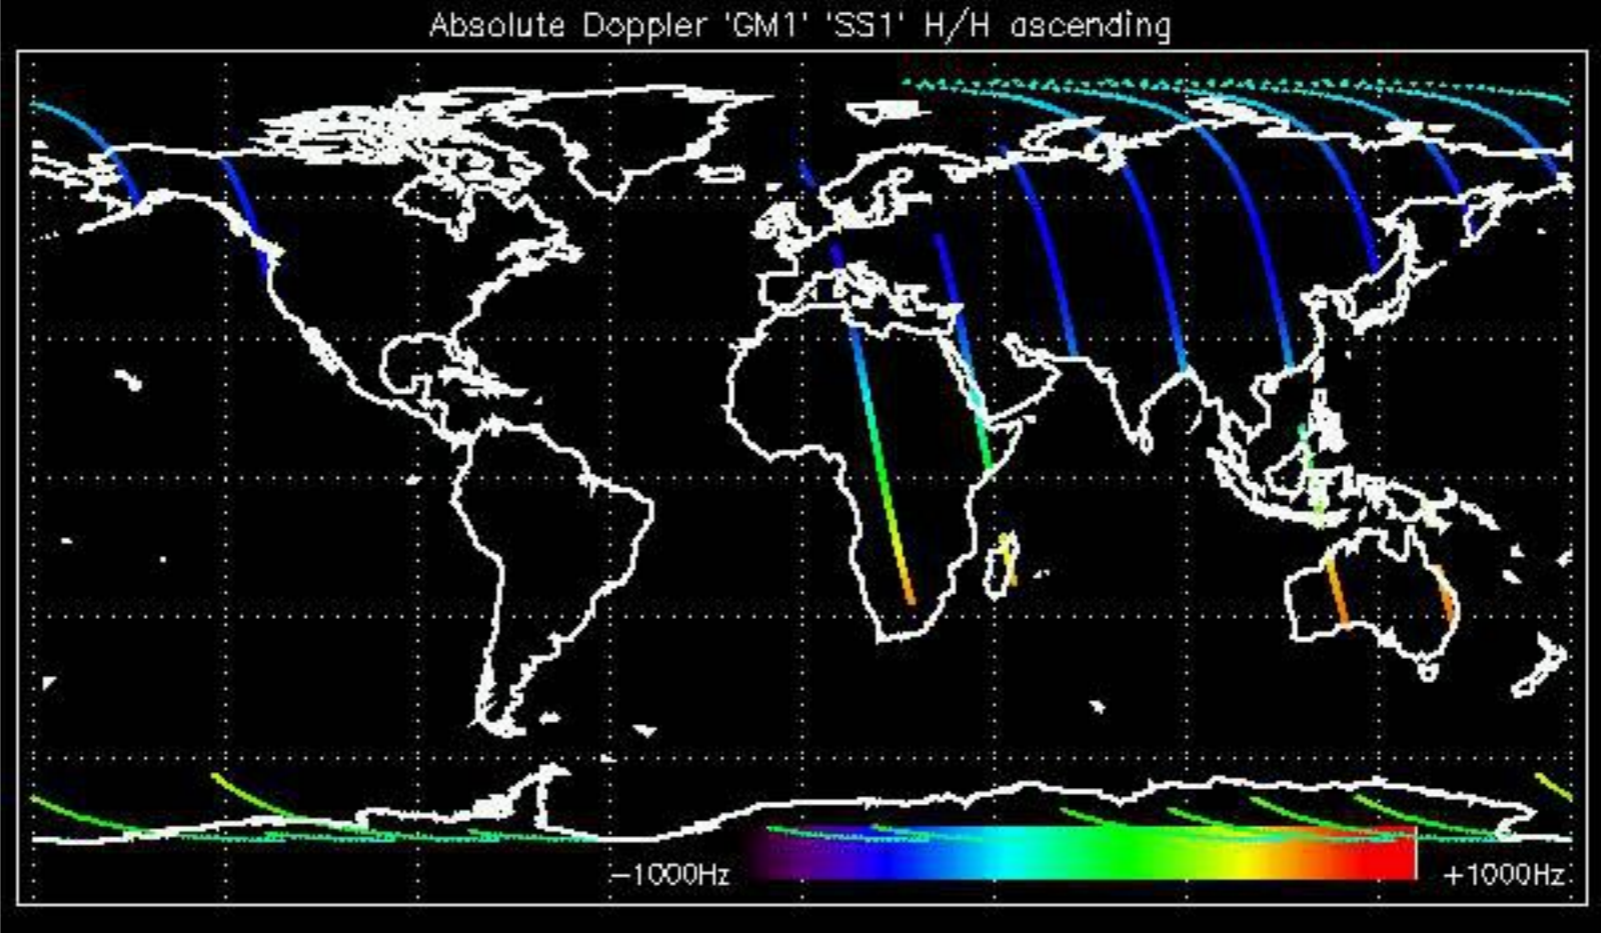 Absolute Doppler 'GM1' 'SS1' H/H ascending
−1000Hz +1000Hz